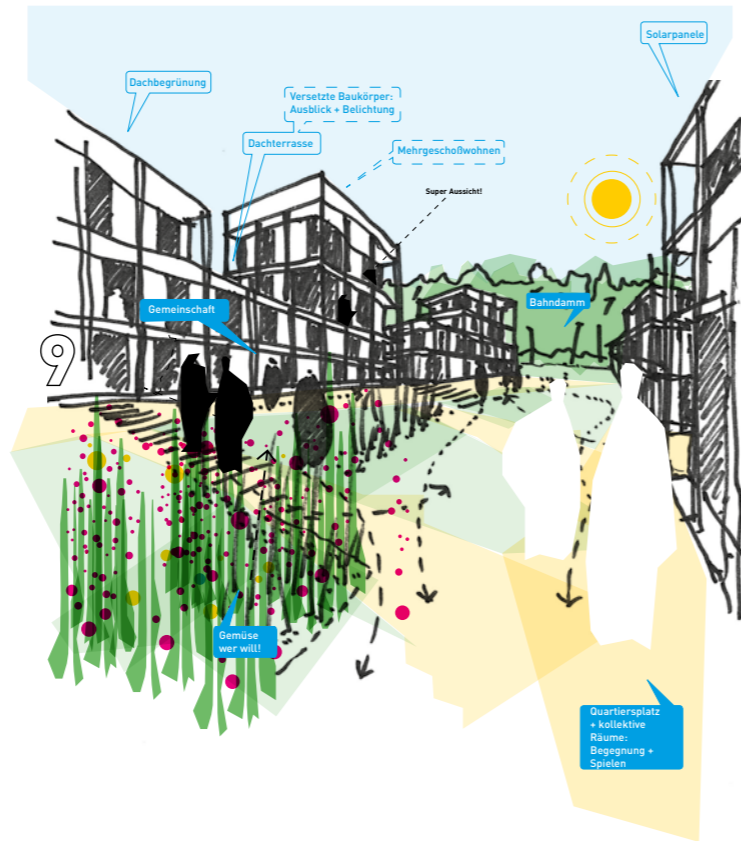 Solarpanele
Dachbegrünung
Versetzte Baukörper:
Ausblick + Belichtung
Dachterrasse
Mehrgeschoßwohnen
Super Aussicht!
Gemeinschaft
Bahndamm
9
Gemüse
wer will!
Quartiersplatz
+ kollektive
Räume:
Begegnung +
Spielen